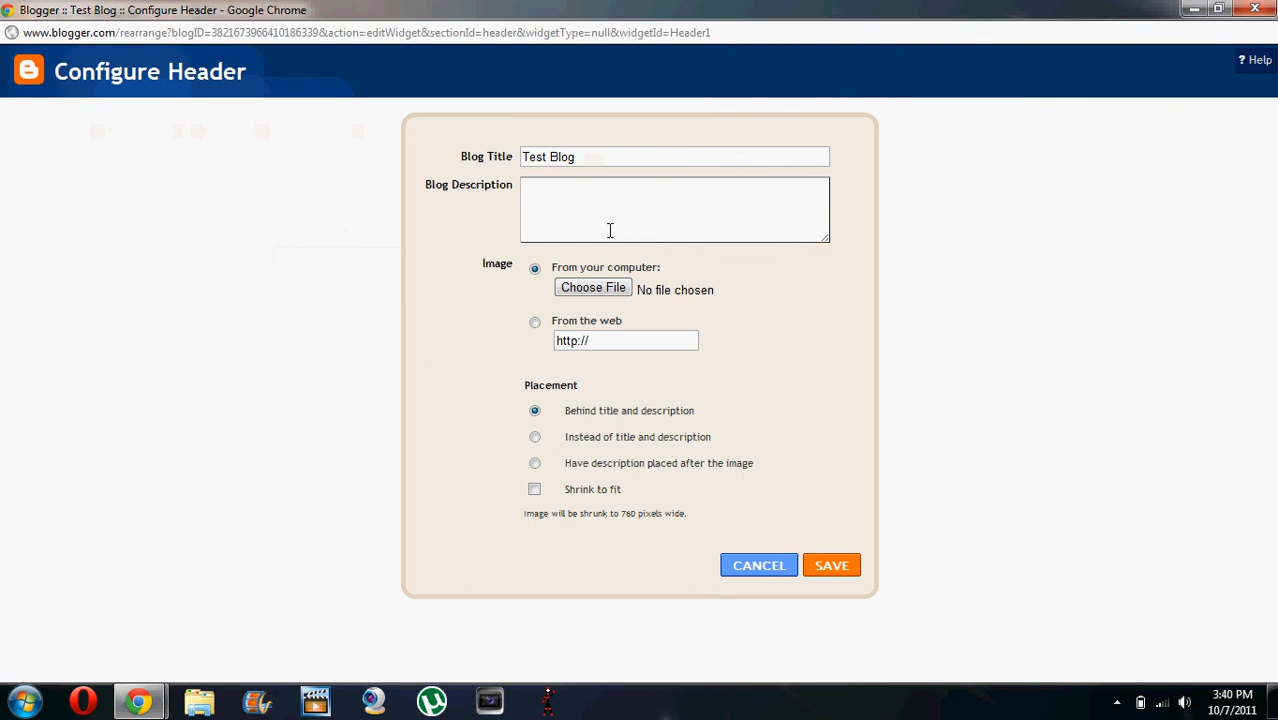 Blogger :: Test Blog :: Configure Header - Google Chrome
www.blogger.com/rearrange?blogID=3821673966410186339&action=editWidget&sectionId=header&widgetType=null&widgetId=Header1
Configure Header
? Help
Blog Title
Test Blog
Blog Description
Image
From your computer:
Choose File
No file chosen
From the web
http://
Placement
Behind title and description
Instead of title and description
Have description placed after the image
Shrink to fit
Image will be shrunk to 760 pixels wide.
CANCEL
SAVE
3:40 PM
10/7/2011